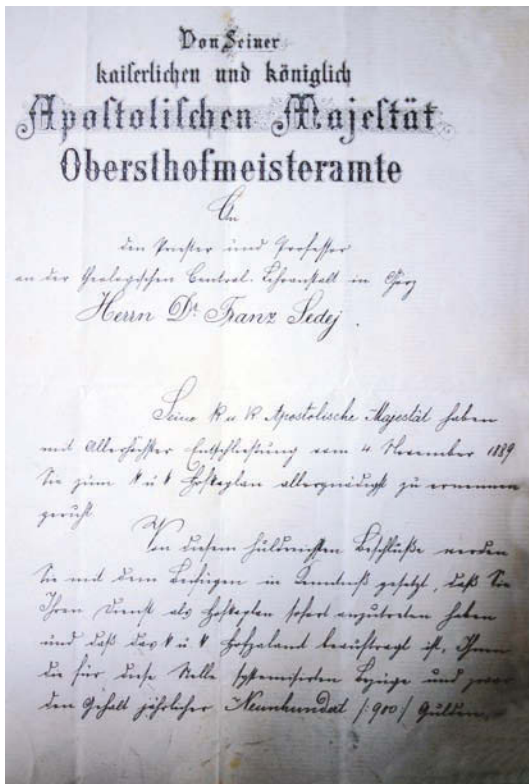 Von Seiner
kaiserlichen und königlich
Apostolischen Majestät
Obersthofmeisteramte
An
den Priester und Professor
an der theologischen Central-Lehranstalt in Görz
Herrn Dr. Franz Sedej.
Seine k u k Apostolische Majestät haben
mit Allerhöchster Entschließung vom 4 November 1889
Sie zum k u k Hofkaplan allergnädigst zu ernennen
geruht.
Von diesem huldreichsten Beschluße werden
Sie mit dem Beifügen in Kenntniß gesetzt, daß Sie
Ihren Dienst als Hofkaplan sofort anzutreten haben
und daß das k u k Hofzalamt beauftragt ist, Ihnen
die für diese Stelle systemisirten Bezüge und zwar
den Gehalt jährlicher Neunhundert /:900/ Gulden,